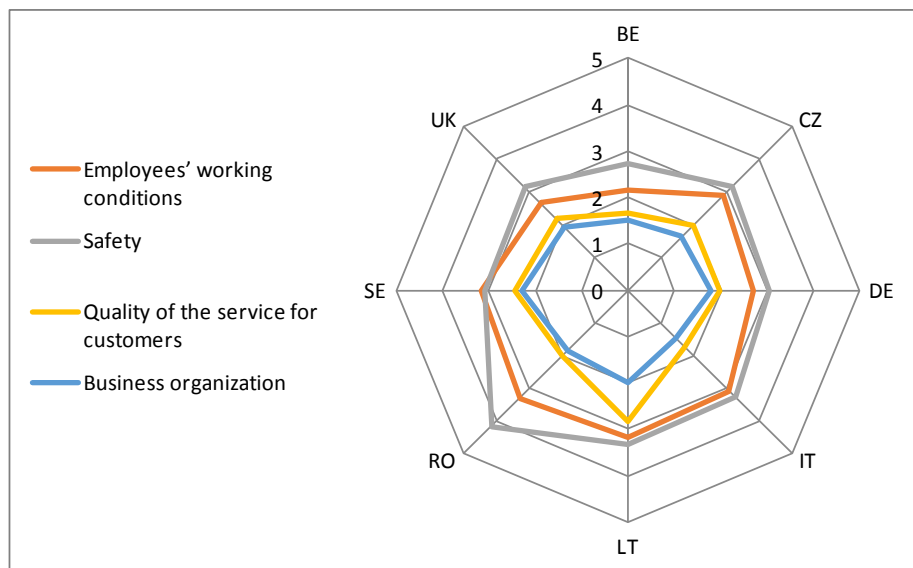 BE
5
4
3
2
1
0
UK
CZ
SE
DE
RO
IT
LT
Employees’ working
conditions
Safety
Quality of the service for
customers
Business organization